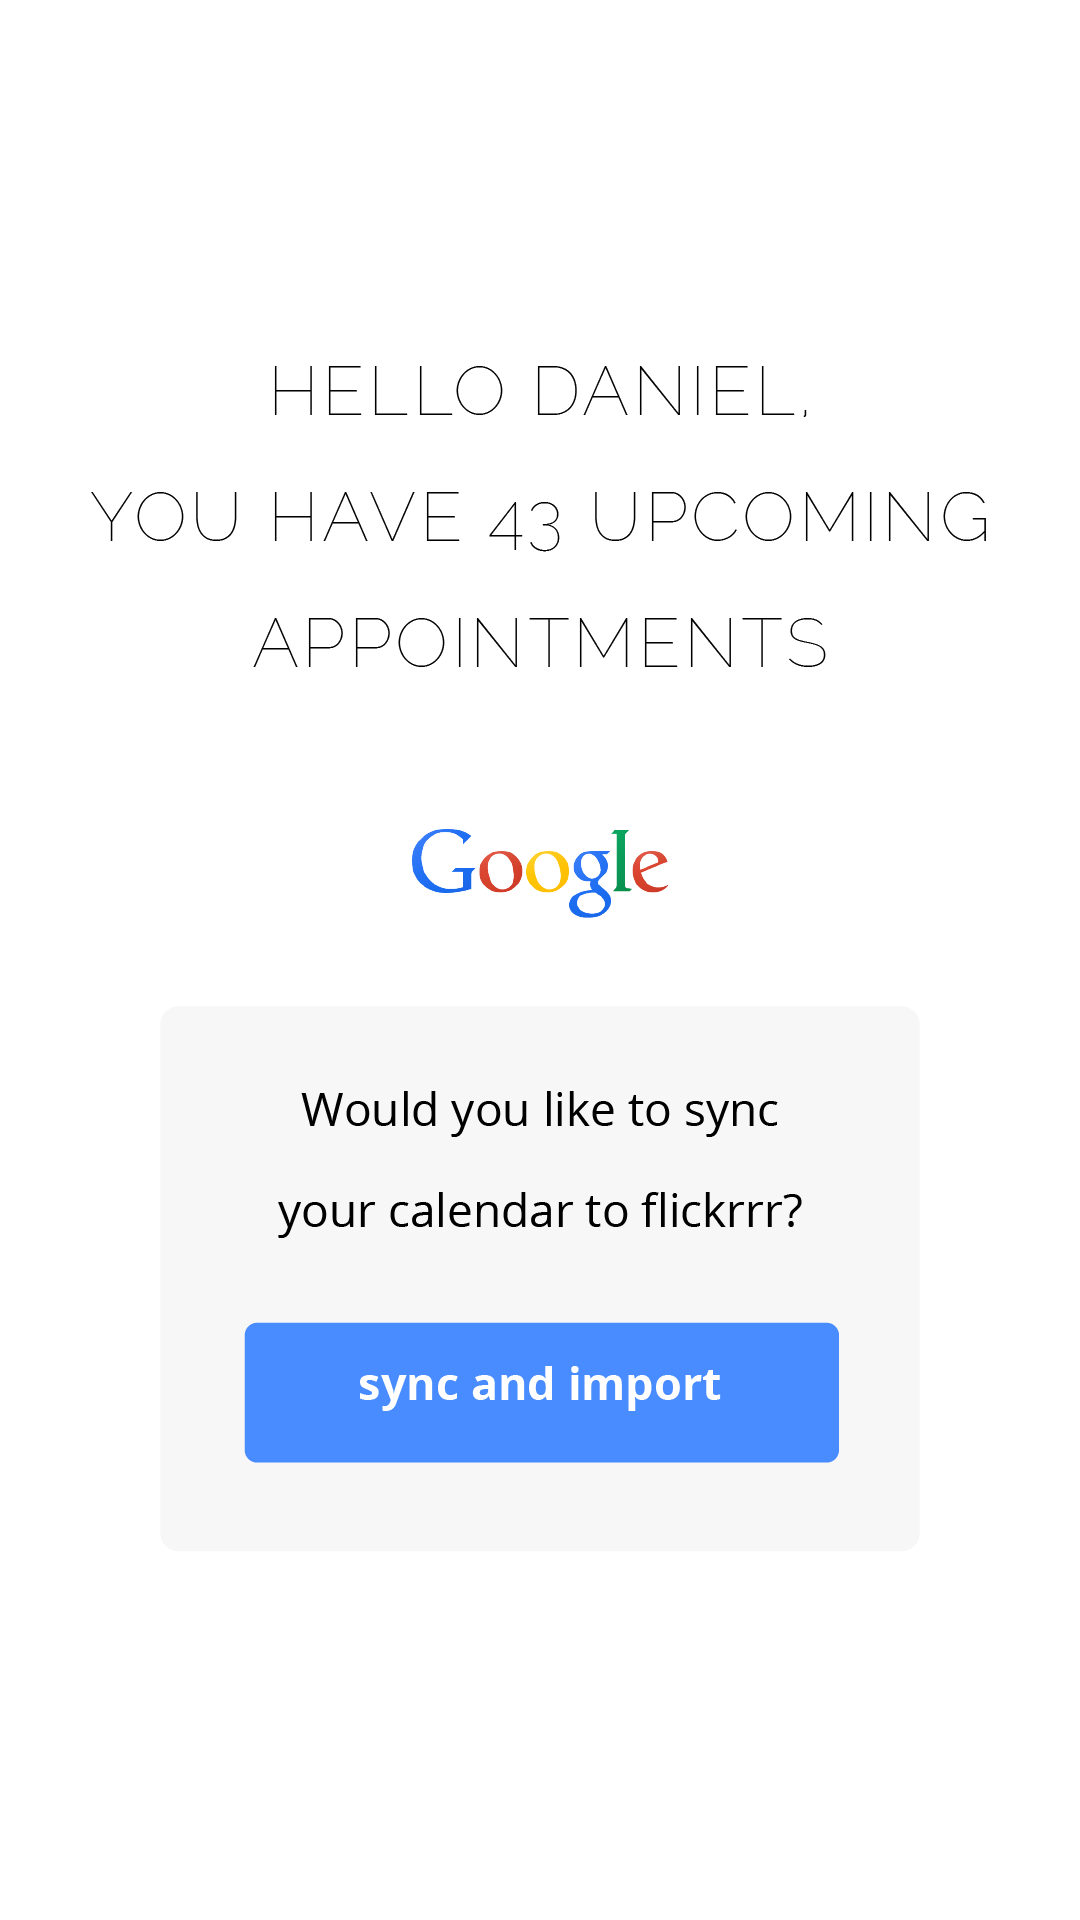 HELLO DANIEL,
YOU HAVE 43 UPCOMING
APPOINTMENTS
Google
Would you like to sync
your calendar to flickrrr?
sync and import